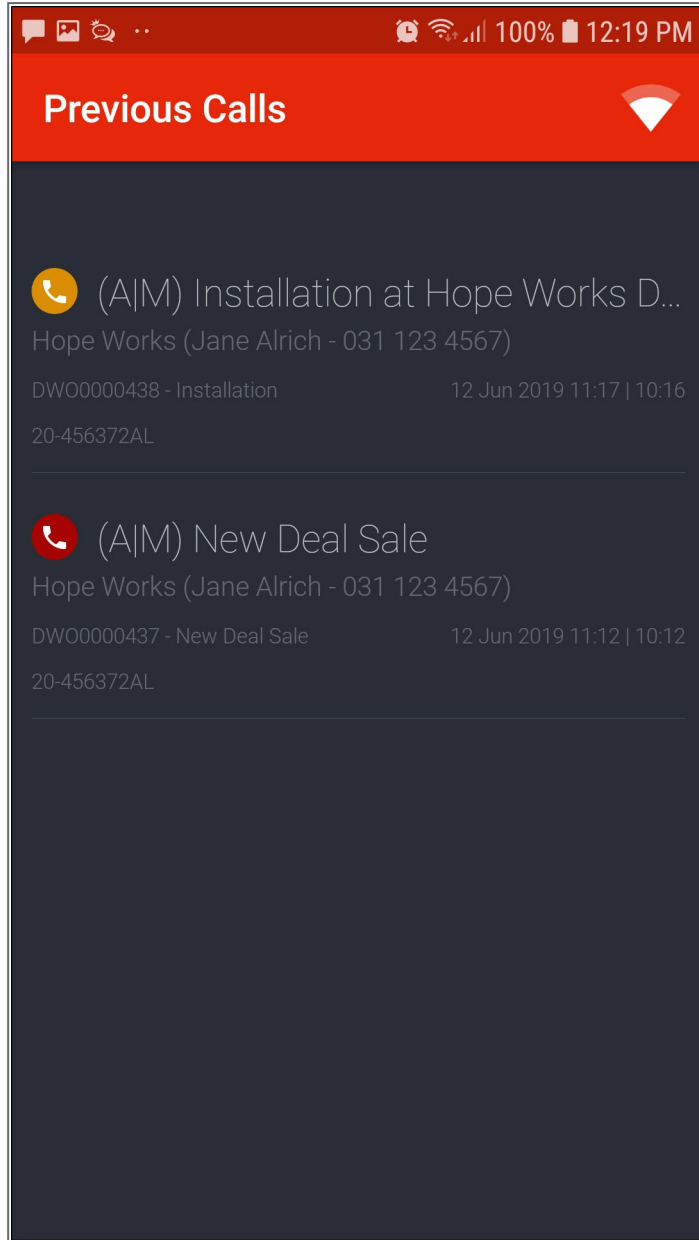 100% 12:19 PM
Previous Calls
(A|M) Installation at Hope Works D...
Hope Works (Jane Alrich - 031 123 4567)
DWO0000438 - Installation 12 Jun 2019 11:17 | 10:16
20-456372AL
(A|M) New Deal Sale
Hope Works (Jane Alrich - 031 123 4567)
DWO0000437 - New Deal Sale 12 Jun 2019 11:12 | 10:12
20-456372AL